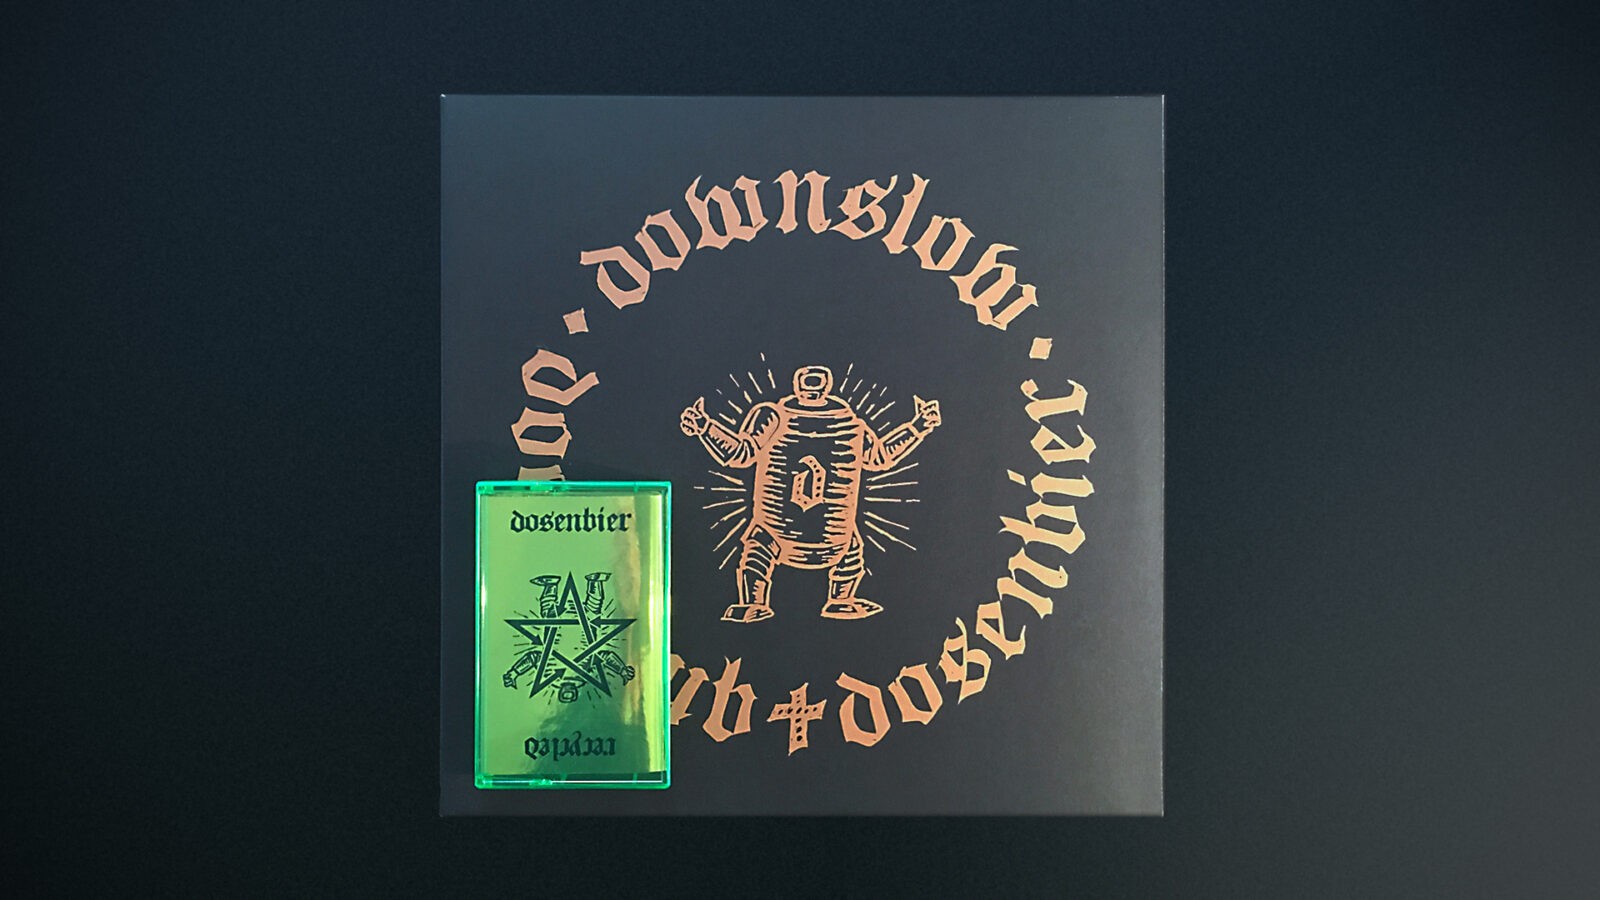 downslow
dosenbier
d
dosenbier
recycled